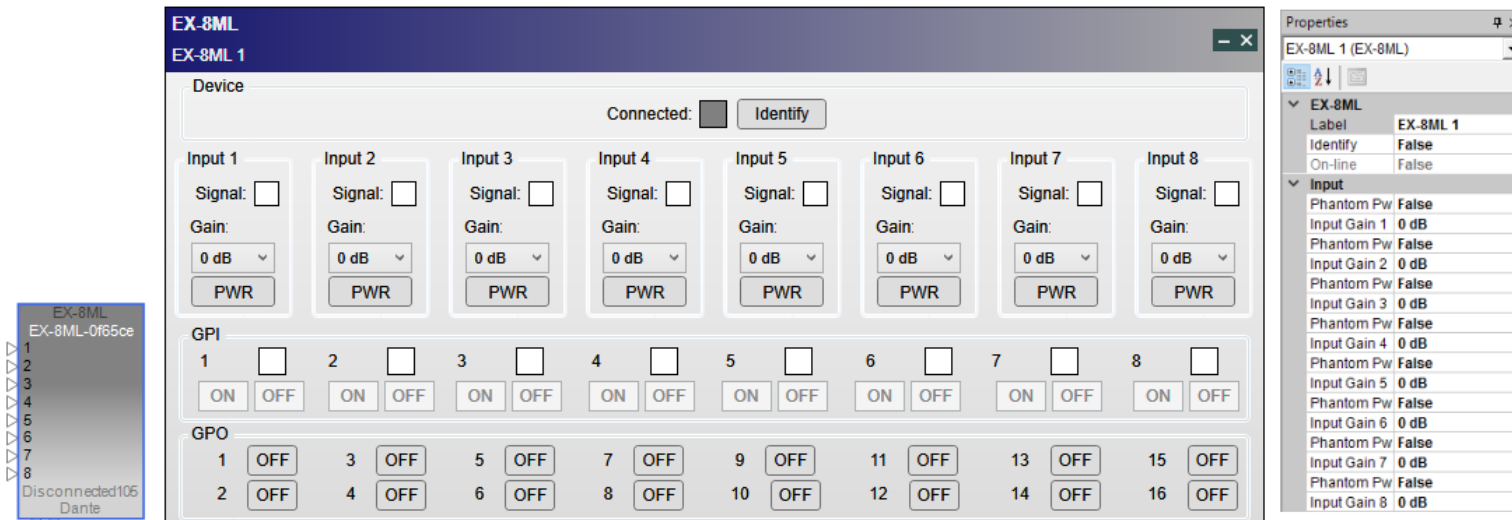 EX-8ML
EX-8ML-0f65ce
1
2
3
4
5
6
7
8
Disconnected105
Dante
EX-8ML
EX-8ML 1
Device
Connected: Identify
Input 1 Input 2 Input 3 Input 4 Input 5 Input 6 Input 7 Input 8
Signal: Signal: Signal: Signal: Signal: Signal: Signal: Signal:
Gain: Gain: Gain: Gain: Gain: Gain: Gain: Gain:
0 dB 0 dB 0 dB 0 dB 0 dB 0 dB 0 dB 0 dB
PWR PWR PWR PWR PWR PWR PWR PWR
GPI
1 2 3 4 5 6 7 8
ON OFF ON OFF ON OFF ON OFF ON OFF ON OFF ON OFF ON OFF
GPO
1 OFF 3 OFF 5 OFF 7 OFF 9 OFF 11 OFF 13 OFF 15 OFF
2 OFF 4 OFF 6 OFF 8 OFF 10 OFF 12 OFF 14 OFF 16 OFF
Properties
EX-8ML 1 (EX-8ML)
EX-8ML
Label EX-8ML 1
Identify False
On-line False
Input
Phantom Pw False
Input Gain 1 0 dB
Phantom Pw False
Input Gain 2 0 dB
Phantom Pw False
Input Gain 3 0 dB
Phantom Pw False
Input Gain 4 0 dB
Phantom Pw False
Input Gain 5 0 dB
Phantom Pw False
Input Gain 6 0 dB
Phantom Pw False
Input Gain 7 0 dB
Phantom Pw False
Input Gain 8 0 dB